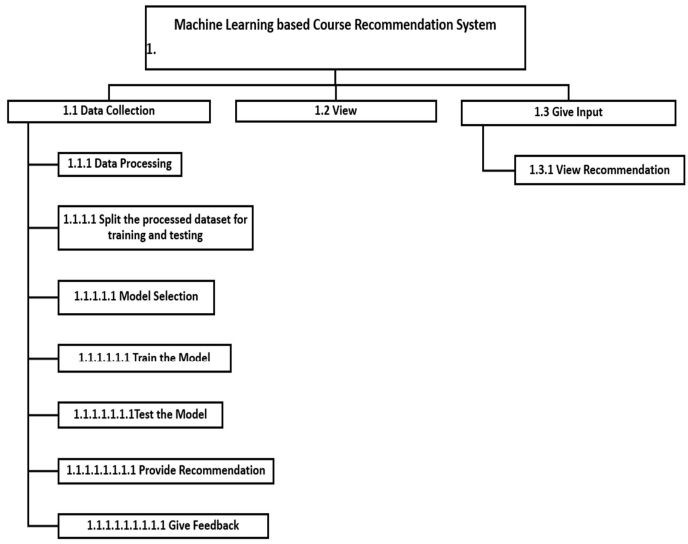 Machine Learning based Course Recommendation System
1.
1.1 Data Collection
1.2 View
1.3 Give Input
1.1.1 Data Processing
1.3.1 View Recommendation
1.1.1.1 Split the processed dataset for
training and testing
1.1.1.1.1 Model Selection
1.1.1.1.1.1 Train the Model
1.1.1.1.1.1.1Test the Model
1.1.1.1.1.1.1.1 Provide Recommendation
1.1.1.1.1.1.1.1.1 Give Feedback